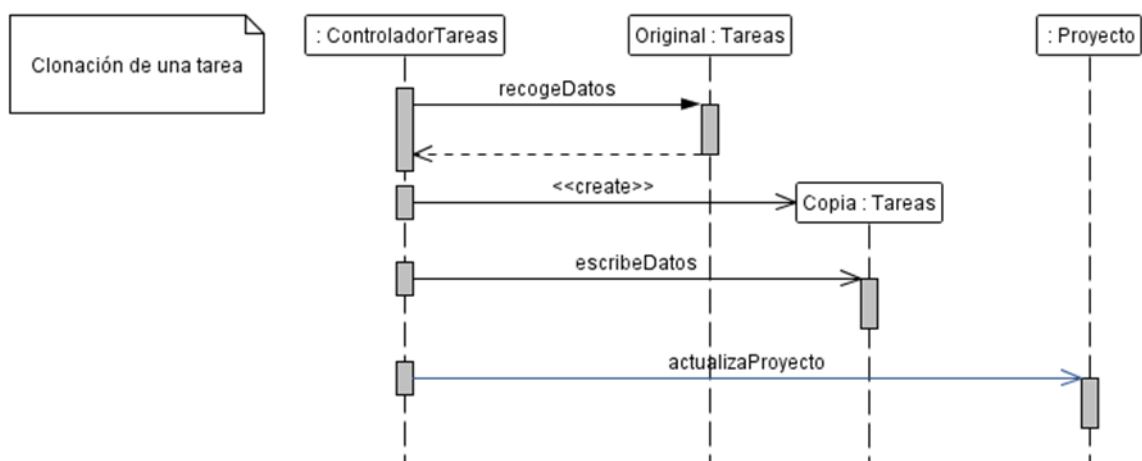 Clonación de una tarea
: ControladorTareas
Original : Tareas
: Proyecto
recogeDatos
<<create>>
Copia : Tareas
escribeDatos
actualizaProyecto